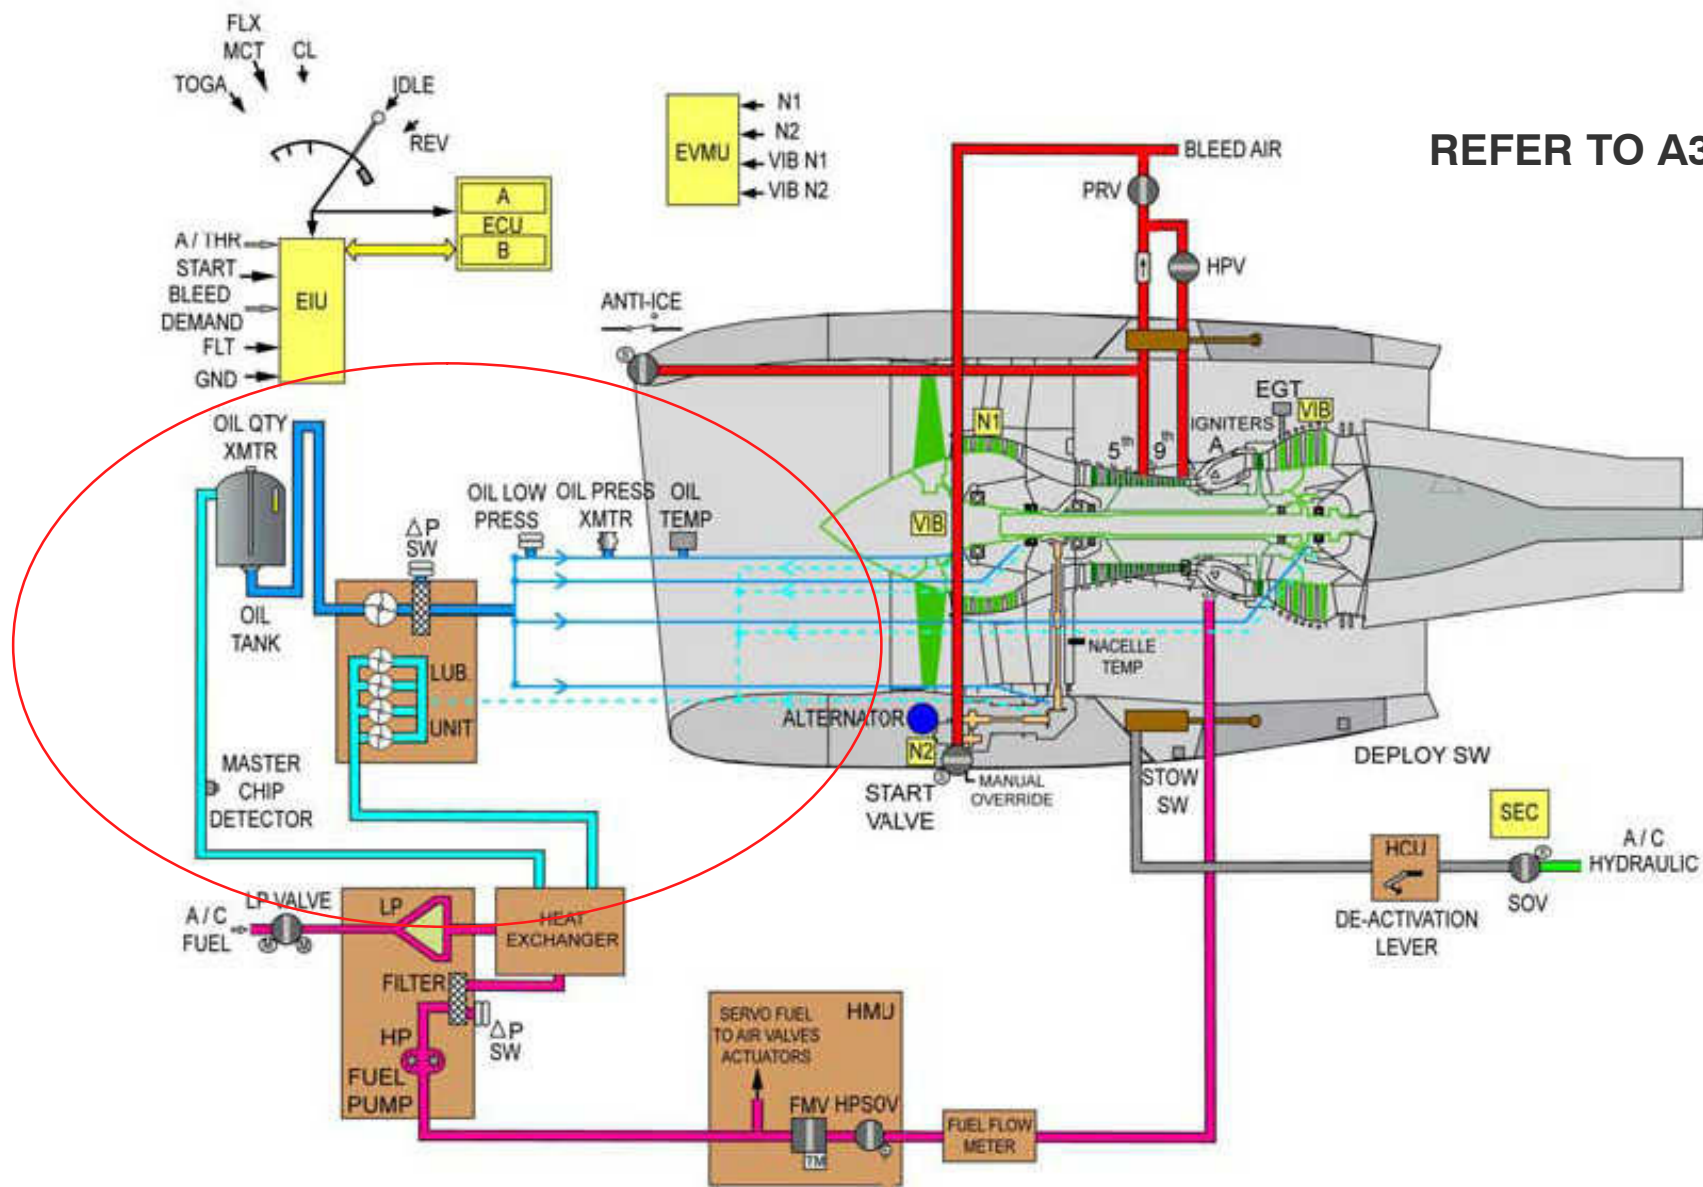 FLX
MCT
CL
TOGA
IDLE
REV
A
ECU
B
A / THR
START
BLEED
DEMAND
FLT
GND
EIU
EVMU
N1
N2
VIB N1
VIB N2
BLEED AIR
PRV
HPV
REFER TO A3
ANTI-ICE
OIL QTY
XMTR
OIL
TANK
ΔP
SW
OIL LOW
PRESS
OIL PRESS
XMTR
OIL
TEMP
LUB.
UNIT
MASTER
CHIP
DETECTOR
N1
VIB
5th
9th
IGNITERS
A
EGT
VIB
NACELLE
TEMP
ALTERNATOR
N2
START
VALVE
MANUAL
OVERRIDE
STOW
SW
DEPLOY SW
SEC
HCU
A / C
HYDRAULIC
SOV
DE-ACTIVATION
LEVER
LP VALVE
A / C
FUEL
LP
HEAT
EXCHANGER
FILTER
ΔP
SW
HP
FUEL
PUMP
SERVO FUEL
TO AIR VALVES
ACTUATORS
HMU
FMV
HPSOV
TM
FUEL FLOW
METER